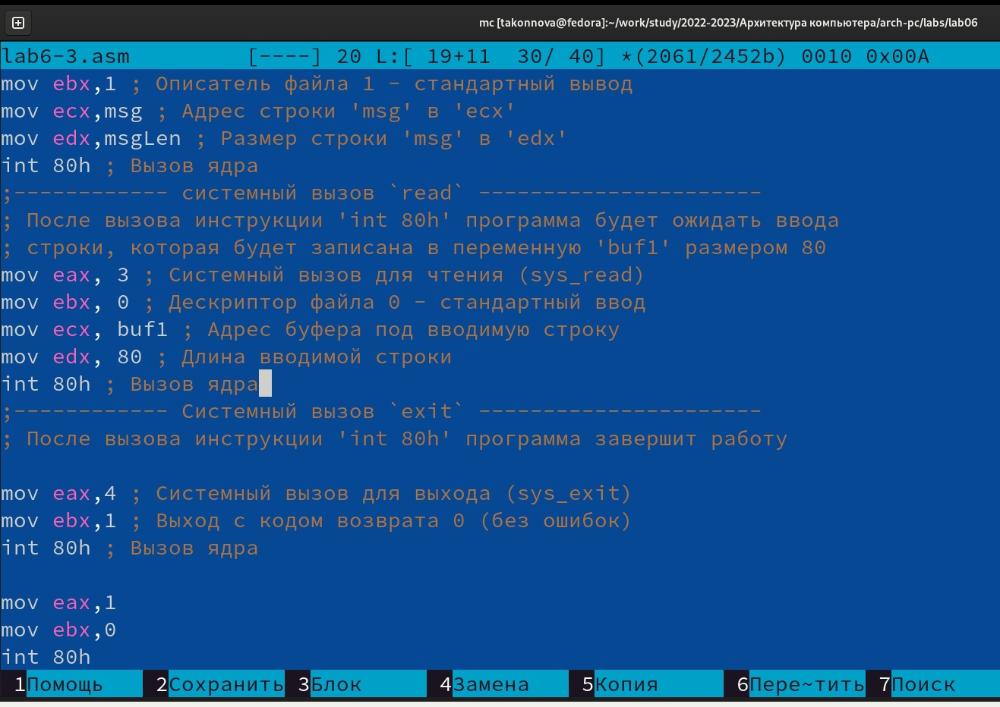 mc [takonnova@fedora]:~/work/study/2022-2023/Архитектура компьютера/arch-pc/labs/lab06
lab6-3.asm [----] 20 L:[ 19+11 30/ 40] *(2061/2452b) 0010 0x00A
mov ebx,1 ; Описатель файла 1 - стандартный вывод
mov ecx,msg ; Адрес строки 'msg' в 'ecx'
mov edx,msgLen ; Размер строки 'msg' в 'edx'
int 80h ; Вызов ядра
;------------ системный вызов `read` ----------------------
; После вызова инструкции 'int 80h' программа будет ожидать ввода
; строки, которая будет записана в переменную 'buf1' размером 80
mov eax, 3 ; Системный вызов для чтения (sys_read)
mov ebx, 0 ; Дескриптор файла 0 - стандартный ввод
mov ecx, buf1 ; Адрес буфера под вводимую строку
mov edx, 80 ; Длина вводимой строки
int 80h ; Вызов ядра
;------------ Системный вызов `exit` ----------------------
; После вызова инструкции 'int 80h' программа завершит работу
mov eax,4 ; Системный вызов для выхода (sys_exit)
mov ebx,1 ; Выход с кодом возврата 0 (без ошибок)
int 80h ; Вызов ядра
mov eax,1
mov ebx,0
int 80h
1Помощь 2Сохранить 3Блок 4Замена 5Копия 6Пере~тить 7Поиск